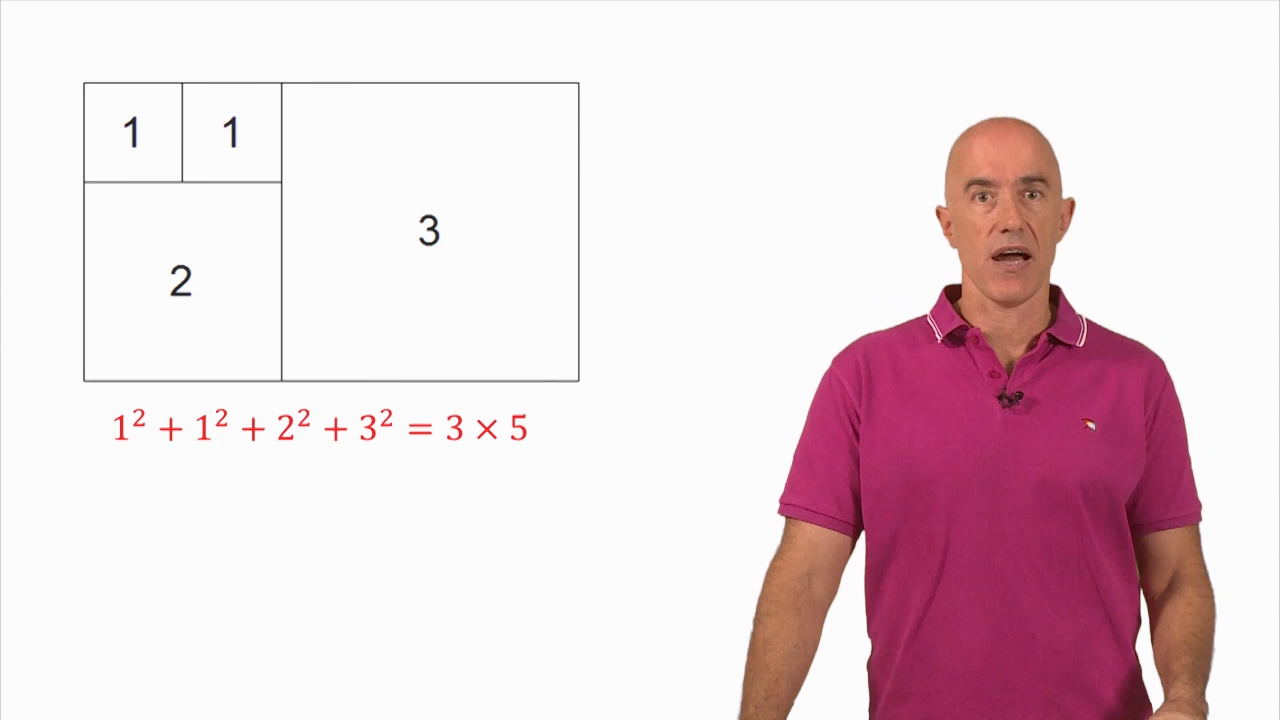 1 1
3
2
1² + 1² + 2² + 3² = 3 × 5